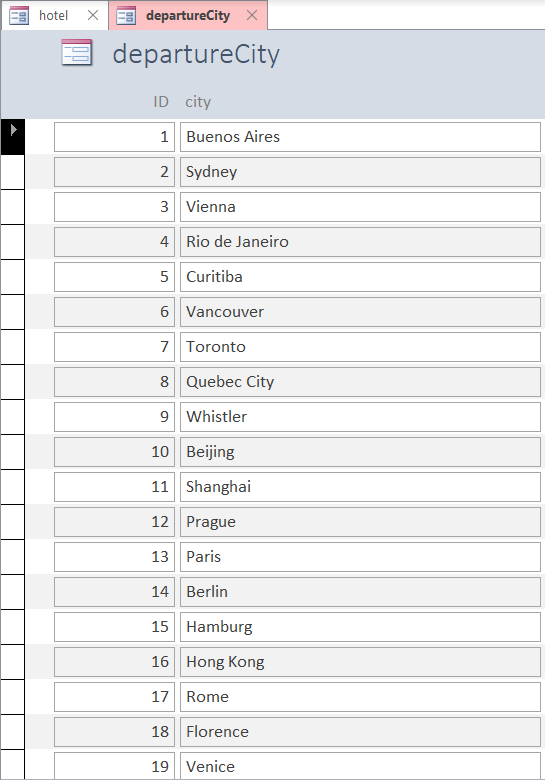 hotel departureCity
departureCity
ID city
1 Buenos Aires
2 Sydney
3 Vienna
4 Rio de Janeiro
5 Curitiba
6 Vancouver
7 Toronto
8 Quebec City
9 Whistler
10 Beijing
11 Shanghai
12 Prague
13 Paris
14 Berlin
15 Hamburg
16 Hong Kong
17 Rome
18 Florence
19 Venice